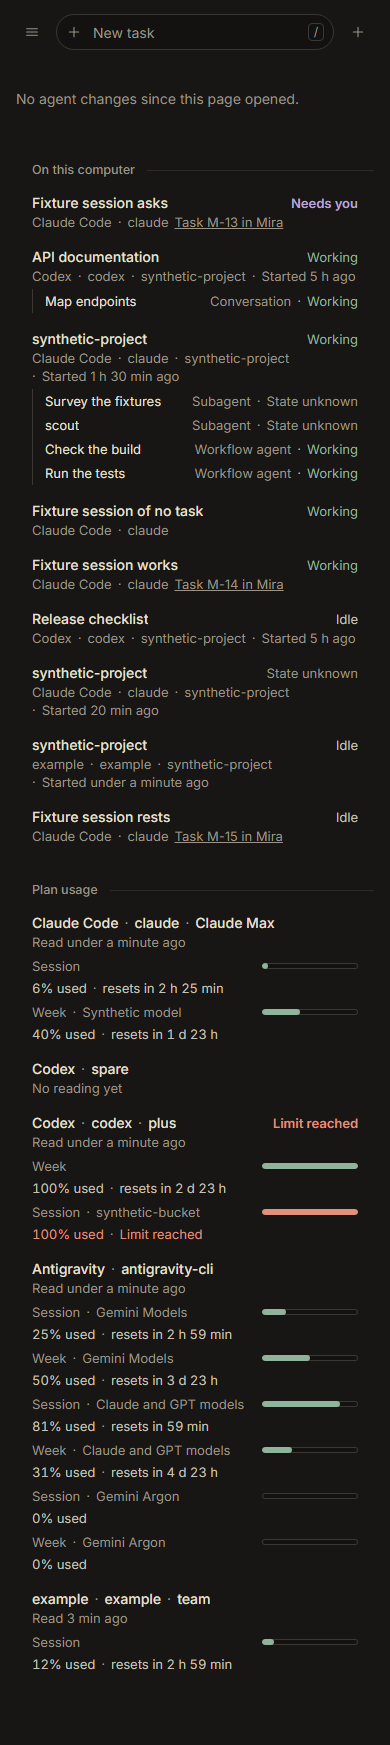 New task /
No agent changes since this page opened.
On this computer
Fixture session asks Needs you
Claude Code · claude Task M-13 in Mira
API documentation Working
Codex · codex · synthetic-project · Started 5 h ago
Map endpoints Conversation · Working
synthetic-project Working
Claude Code · claude · synthetic-project
· Started 1 h 30 min ago
Survey the fixtures Subagent · State unknown
scout Subagent · State unknown
Check the build Workflow agent · Working
Run the tests Workflow agent · Working
Fixture session of no task Working
Claude Code · claude
Fixture session works Working
Claude Code · claude Task M-14 in Mira
Release checklist Idle
Codex · codex · synthetic-project · Started 5 h ago
synthetic-project State unknown
Claude Code · claude · synthetic-project
· Started 20 min ago
synthetic-project Idle
example · example · synthetic-project
· Started under a minute ago
Fixture session rests Idle
Claude Code · claude Task M-15 in Mira
Plan usage
Claude Code · claude · Claude Max
Read under a minute ago
Session
6% used · resets in 2 h 25 min
Week · Synthetic model
40% used · resets in 1 d 23 h
Codex · spare
No reading yet
Codex · codex · plus Limit reached
Read under a minute ago
Week
100% used · resets in 2 d 23 h
Session · synthetic-bucket
100% used · Limit reached
Antigravity · antigravity-cli
Read under a minute ago
Session · Gemini Models
25% used · resets in 2 h 59 min
Week · Gemini Models
50% used · resets in 3 d 23 h
Session · Claude and GPT models
81% used · resets in 59 min
Week · Claude and GPT models
31% used · resets in 4 d 23 h
Session · Gemini Argon
0% used
Week · Gemini Argon
0% used
example · example · team
Read 3 min ago
Session
12% used · resets in 2 h 59 min